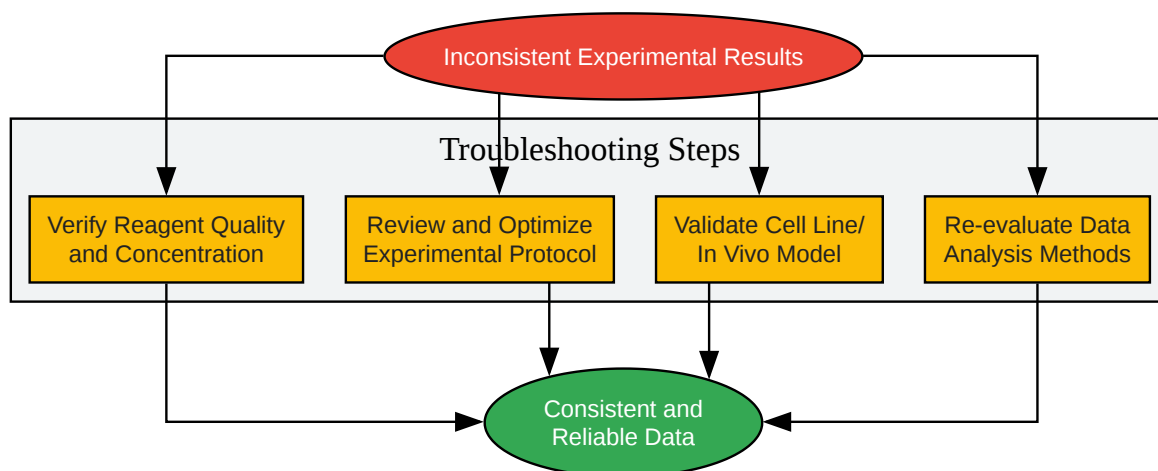 Inconsistent Experimental Results
Troubleshooting Steps
Verify Reagent Quality
and Concentration
Review and Optimize
Experimental Protocol
Validate Cell Line/
In Vivo Model
Re-evaluate Data
Analysis Methods
Consistent and
Reliable Data